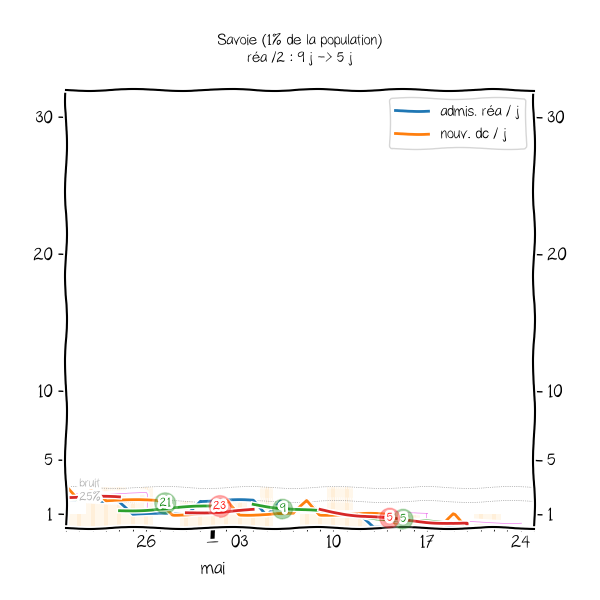 Savoie (1% de la population)
réa /2 : 9 j -> 5 j
admis. réa / j
nouv. dc / j
30 30
20 20
10 10
5 5
1 1
... bruit
25%
21 23 9 5 5
26 03 10 17 24
mai